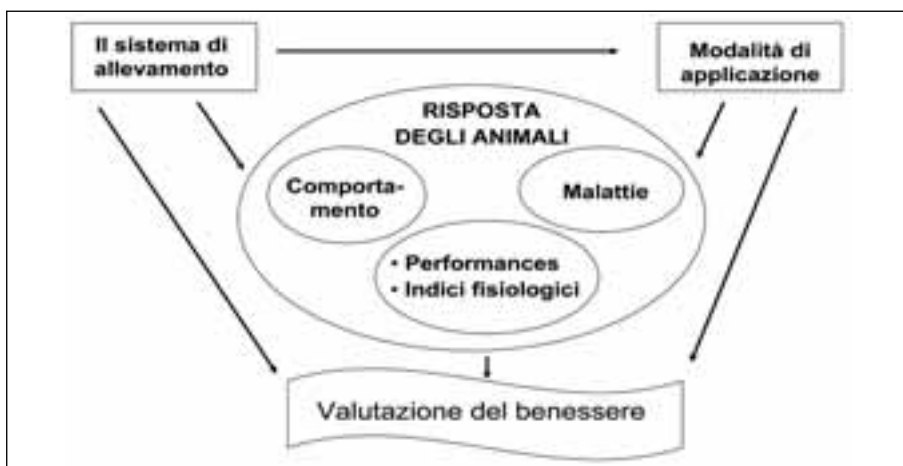 Il sistema di
allevamento
Modalità di
applicazione
RISPOSTA
DEGLI ANIMALI
Comporta-
mento
Malattie
• Performances
• Indici fisiologici
Valutazione del benessere